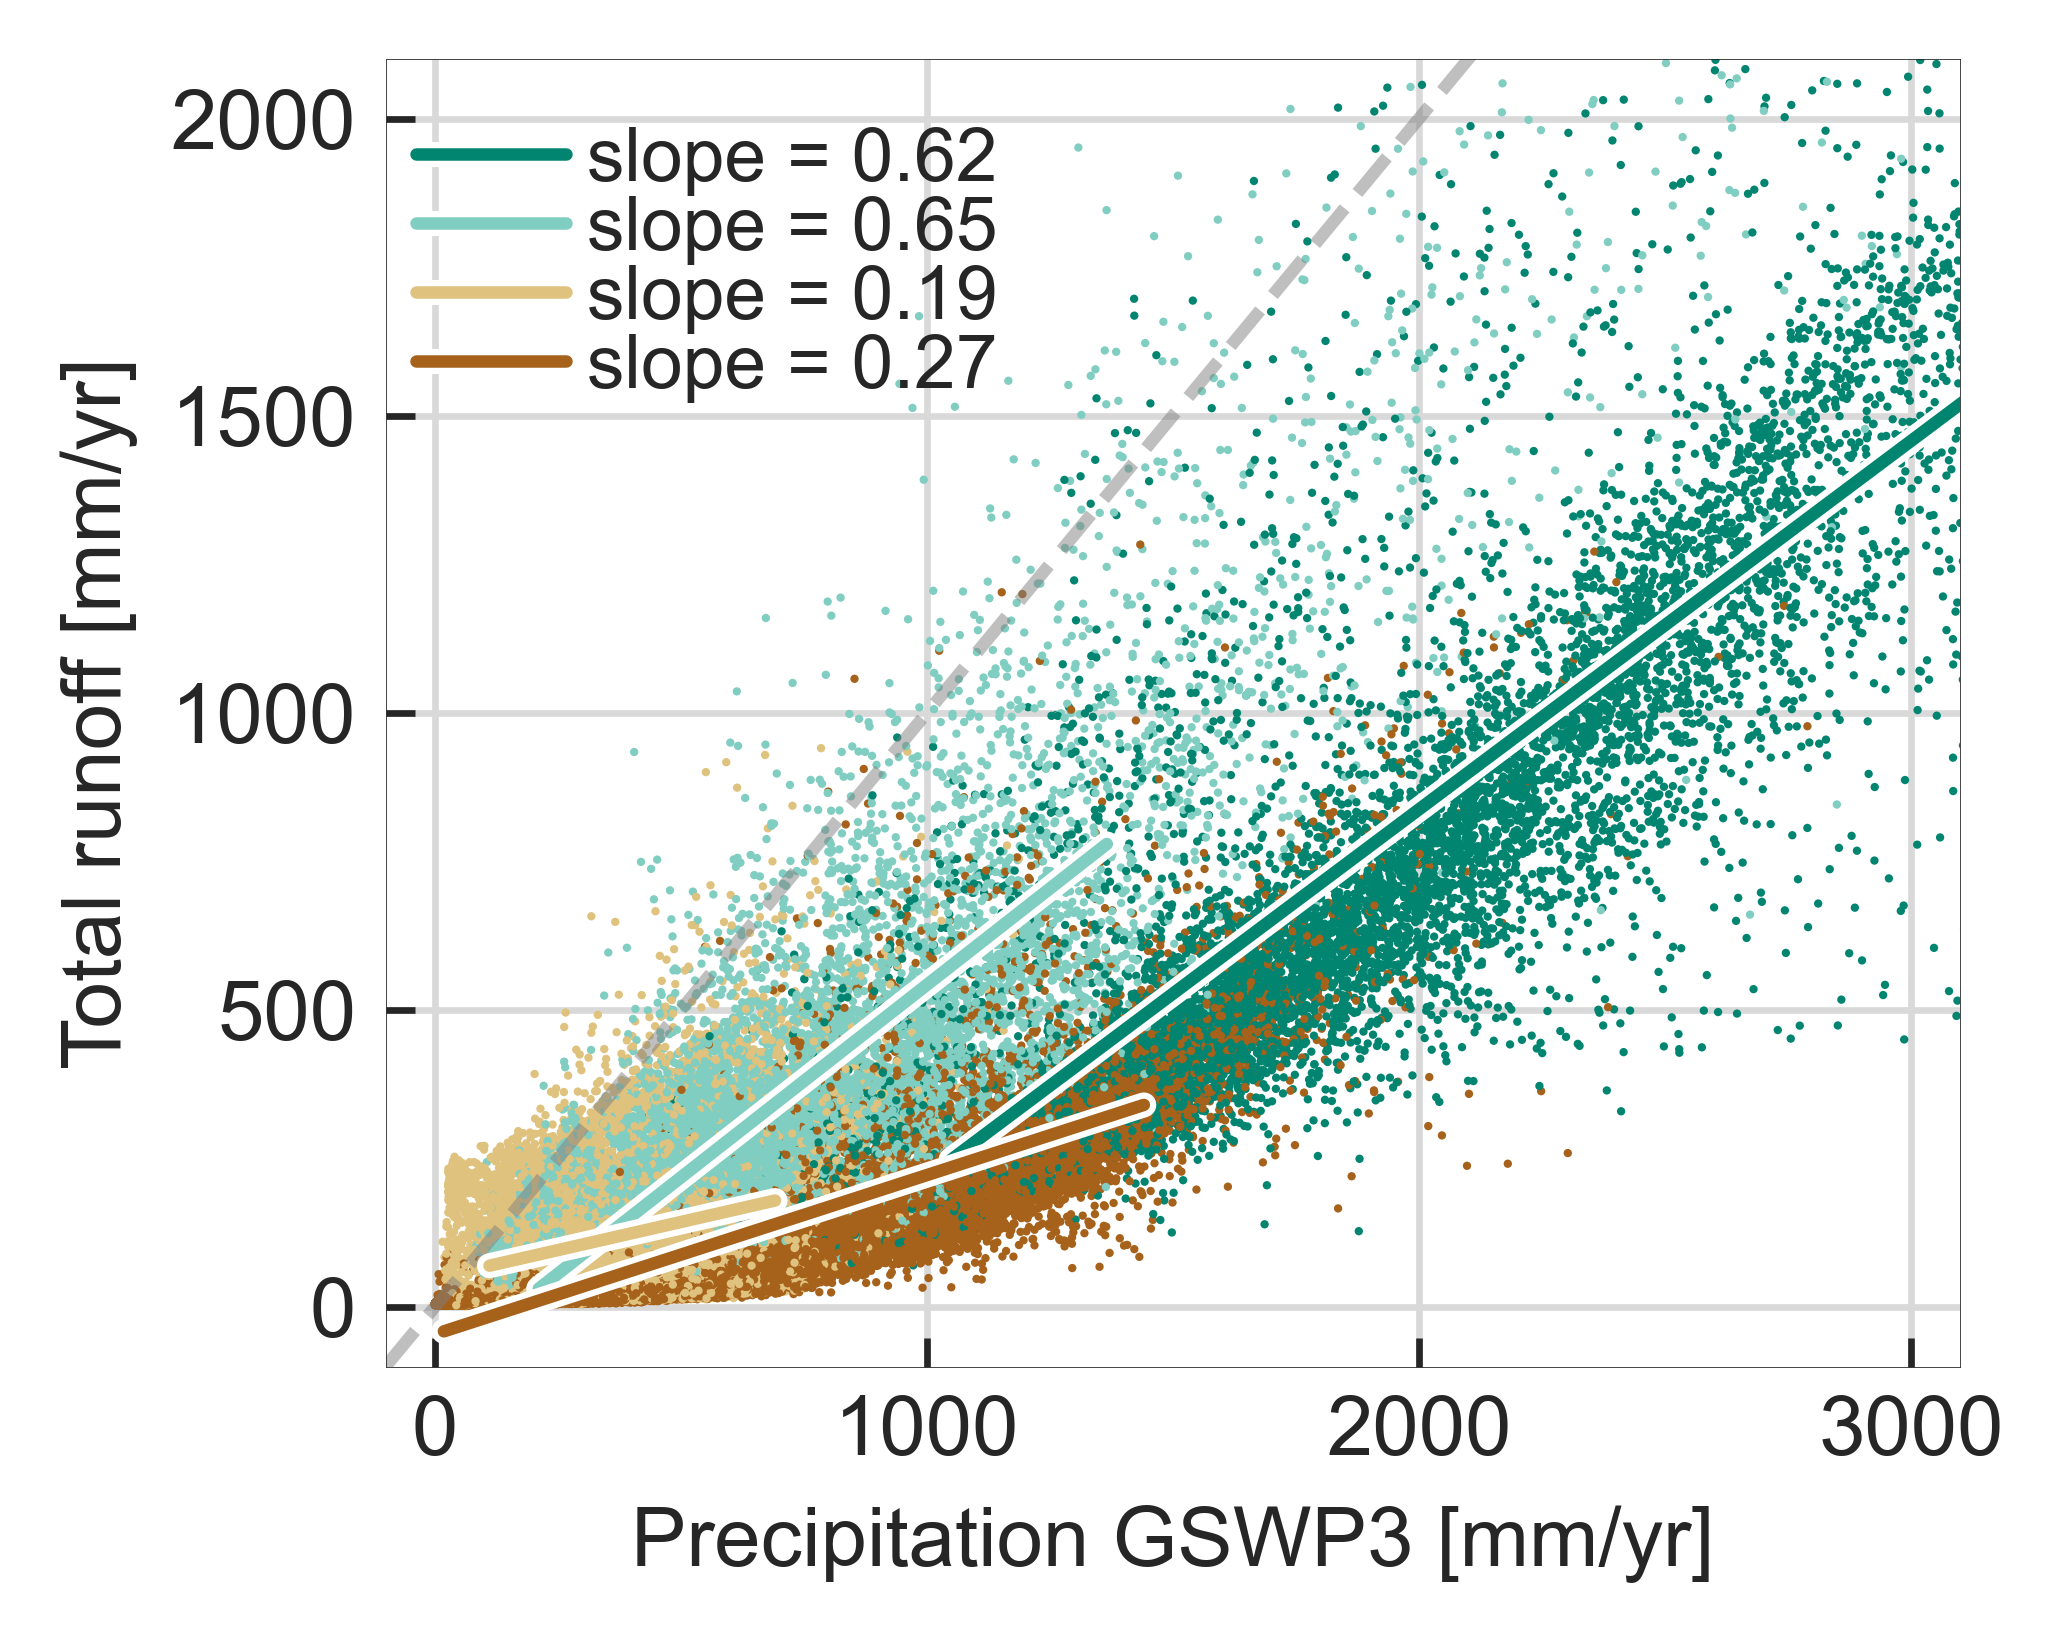 Total runoff [mm/yr]
2000
1500
1000
500
0
slope = 0.62
slope = 0.65
slope = 0.19
slope = 0.27
0 1000 2000 3000
Precipitation GSWP3 [mm/yr]